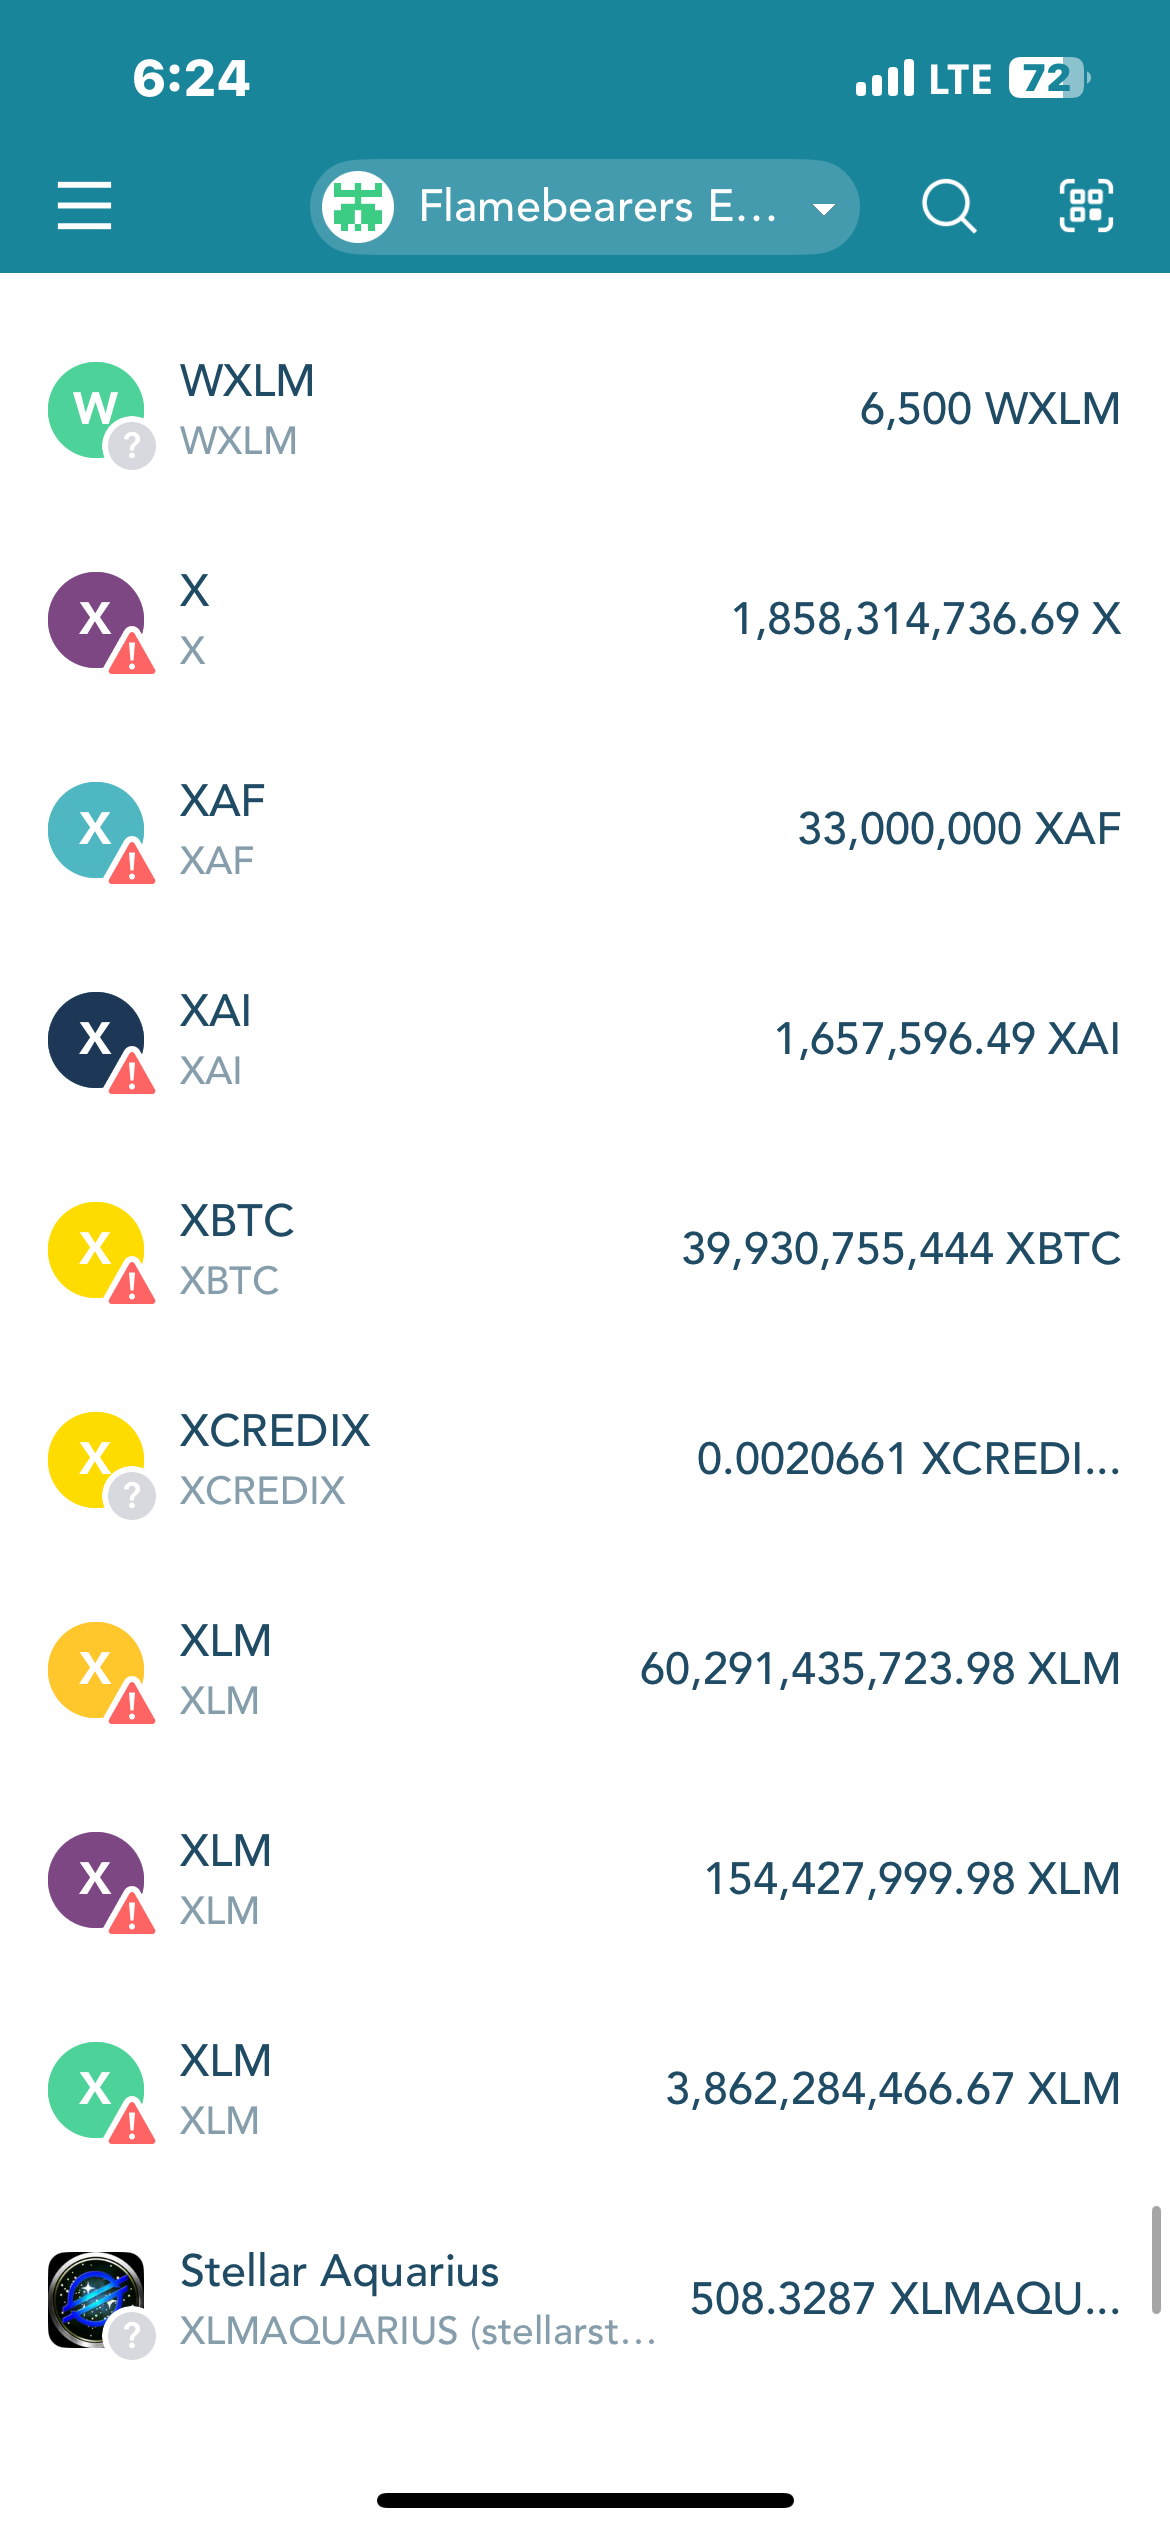 6:24
LTE 72
Flamebearers E...
W
?
WXLM
WXLM
6,500 WXLM
X
!
X
X
1,858,314,736.69 X
X
!
XAF
XAF
33,000,000 XAF
X
!
XAI
XAI
1,657,596.49 XAI
X
!
XBTC
XBTC
39,930,755,444 XBTC
X
?
XCREDIX
XCREDIX
0.0020661 XCREDI...
X
!
XLM
XLM
60,291,435,723.98 XLM
X
!
XLM
XLM
154,427,999.98 XLM
X
!
XLM
XLM
3,862,284,466.67 XLM
?
Stellar Aquarius
XLMAQUARIUS (stellarst...
508.3287 XLMAQU...